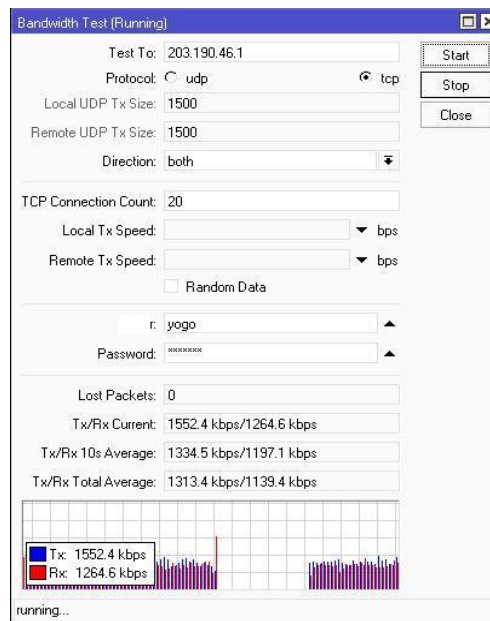 Bandwidth Test (Running)
Test To: 203.190.46.1
Start
Protocol: udp tcp
Stop
Local UDP Tx Size: 1500
Close
Remote UDP Tx Size: 1500
Direction: both
TCP Connection Count: 20
Local Tx Speed: bps
Remote Tx Speed: bps
Random Data
r: yogo
Password: *******
Lost Packets: 0
Tx/Rx Current: 1552.4 kbps/1264.6 kbps
Tx/Rx 10s Average: 1334.5 kbps/1197.1 kbps
Tx/Rx Total Average: 1313.4 kbps/1139.4 kbps
Tx: 1552.4 kbps
Rx: 1264.6 kbps
running...